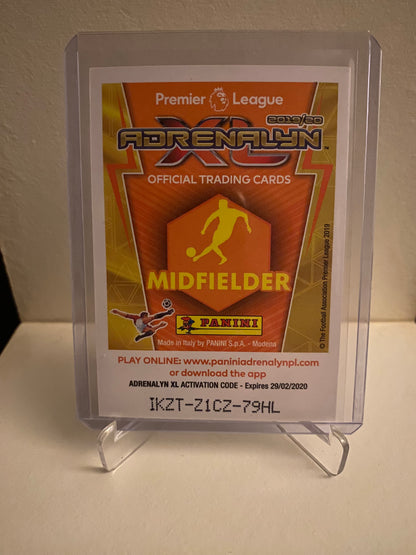 Premier League
2019/20
ADRENALYN XL™
OFFICIAL TRADING CARDS
MIDFIELDER
PANINI
Made in Italy by PANINI S.p.A. - Modena
© The Football Association Premier League 2019
PLAY ONLINE: www.paniniadrenalynpl.com
or download the app
ADRENALYN XL ACTIVATION CODE - Expires 29/02/2020
IKZT-Z1CZ-79HL